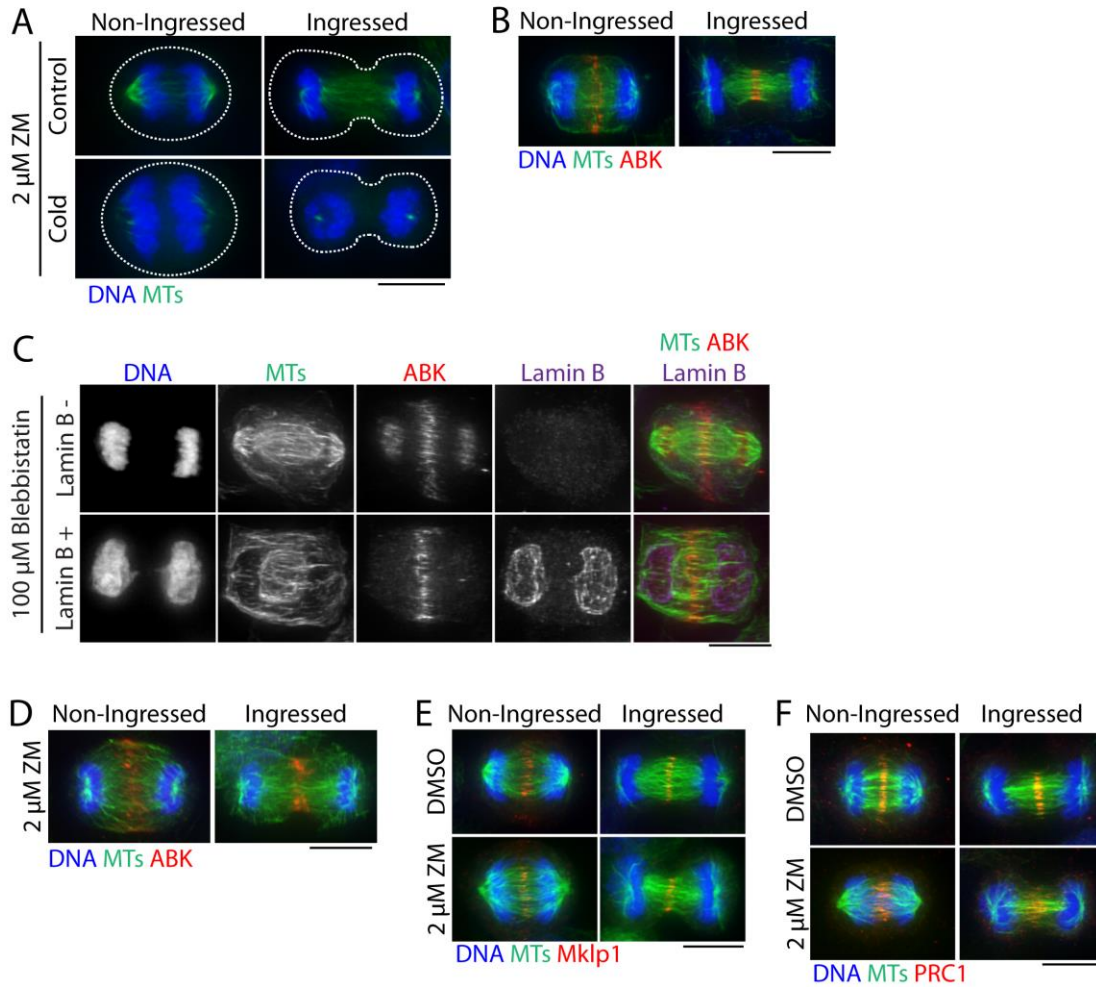 A
Non-Ingressed Ingressed
2 μM ZM
Control
Cold
DNA MTs
B
Non-Ingressed Ingressed
DNA MTs ABK
C
MTs ABK
DNA MTs ABK Lamin B Lamin B
100 μM Blebbistatin
Lamin B -
Lamin B +
D
Non-Ingressed Ingressed
2 μM ZM
DNA MTs ABK
E
Non-Ingressed Ingressed
DMSO
2 μM ZM
DNA MTs Mklp1
F
Non-Ingressed Ingressed
DMSO
2 μM ZM
DNA MTs PRC1